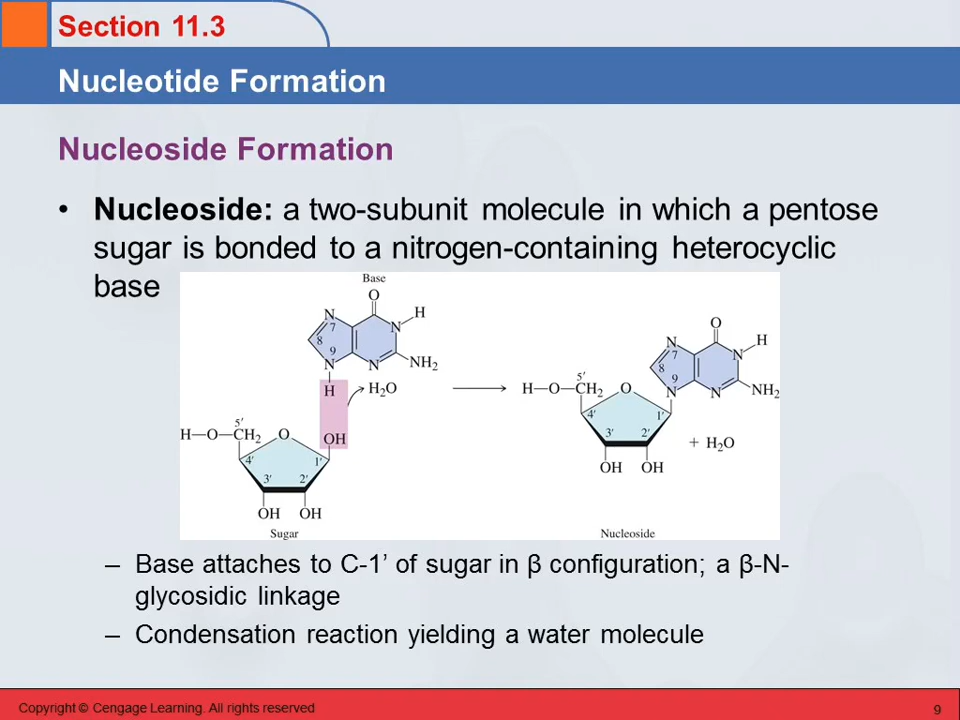 Section 11.3
Nucleotide Formation
Nucleoside Formation
• Nucleoside: a two-subunit molecule in which a pentose
sugar is bonded to a nitrogen-containing heterocyclic
base
Base
O
N
7
8
9
N
N
H
N
NH₂
H
H₂O
OH
H—O—CH₂
5′
O
4′
1′
3′
2′
OH
OH
Sugar
O
N
7
8
9
N
N
H
N
NH₂
H—O—CH₂
5′
O
4′
1′
3′
2′
OH
OH
+ H₂O
Nucleoside
– Base attaches to C-1’ of sugar in β configuration; a β-N-
glycosidic linkage
– Condensation reaction yielding a water molecule
Copyright © Cengage Learning. All rights reserved
9